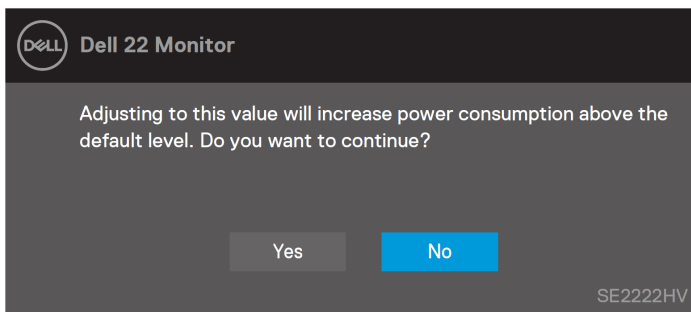 DELL
Dell 22 Monitor
Adjusting to this value will increase power consumption above the
default level. Do you want to continue?
Yes
No
SE2222HV